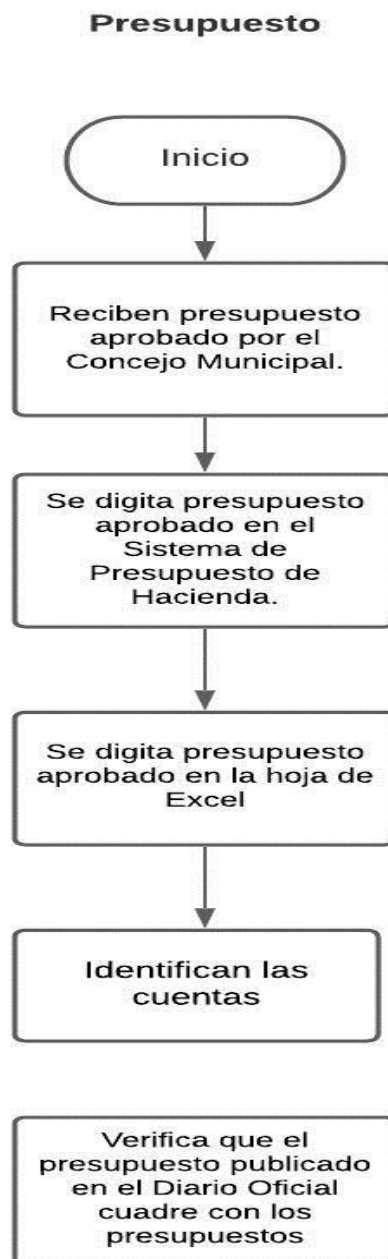 Presupuesto
Inicio
Reciben presupuesto
aprobado por el
Concejo Municipal.
Se digita presupuesto
aprobado en el
Sistema de
Presupuesto de
Hacienda.
Se digita presupuesto
aprobado en la hoja de
Excel
Identifican las
cuentas
Verifica que el
presupuesto publicado
en el Diario Oficial
cuadre con los
presupuestos